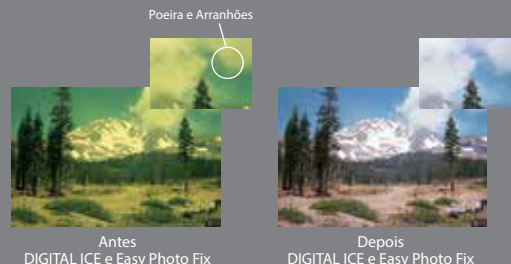 Poeira e Arranhões
Antes
DIGITAL ICE e Easy Photo Fix
Depois
DIGITAL ICE e Easy Photo Fix